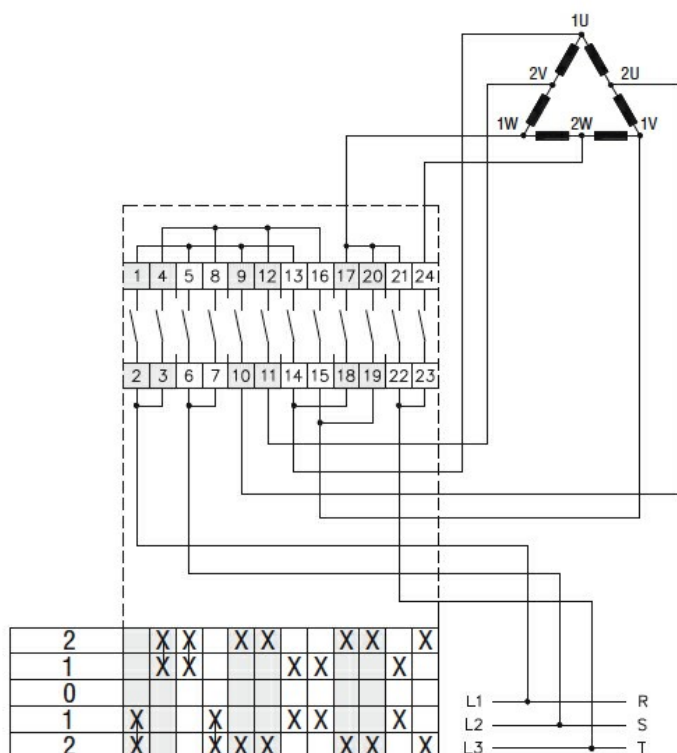 1U
2V 2U
1W 2W 1V
1 4 5 8 9 12 13 16 17 20 21 24
2 3 6 7 10 11 14 15 18 19 22 23
2 X X X X X X X
1 X X X X X
0
1 X X X X X
2 X X X X X X X
L1 R
L2 S
L3 T